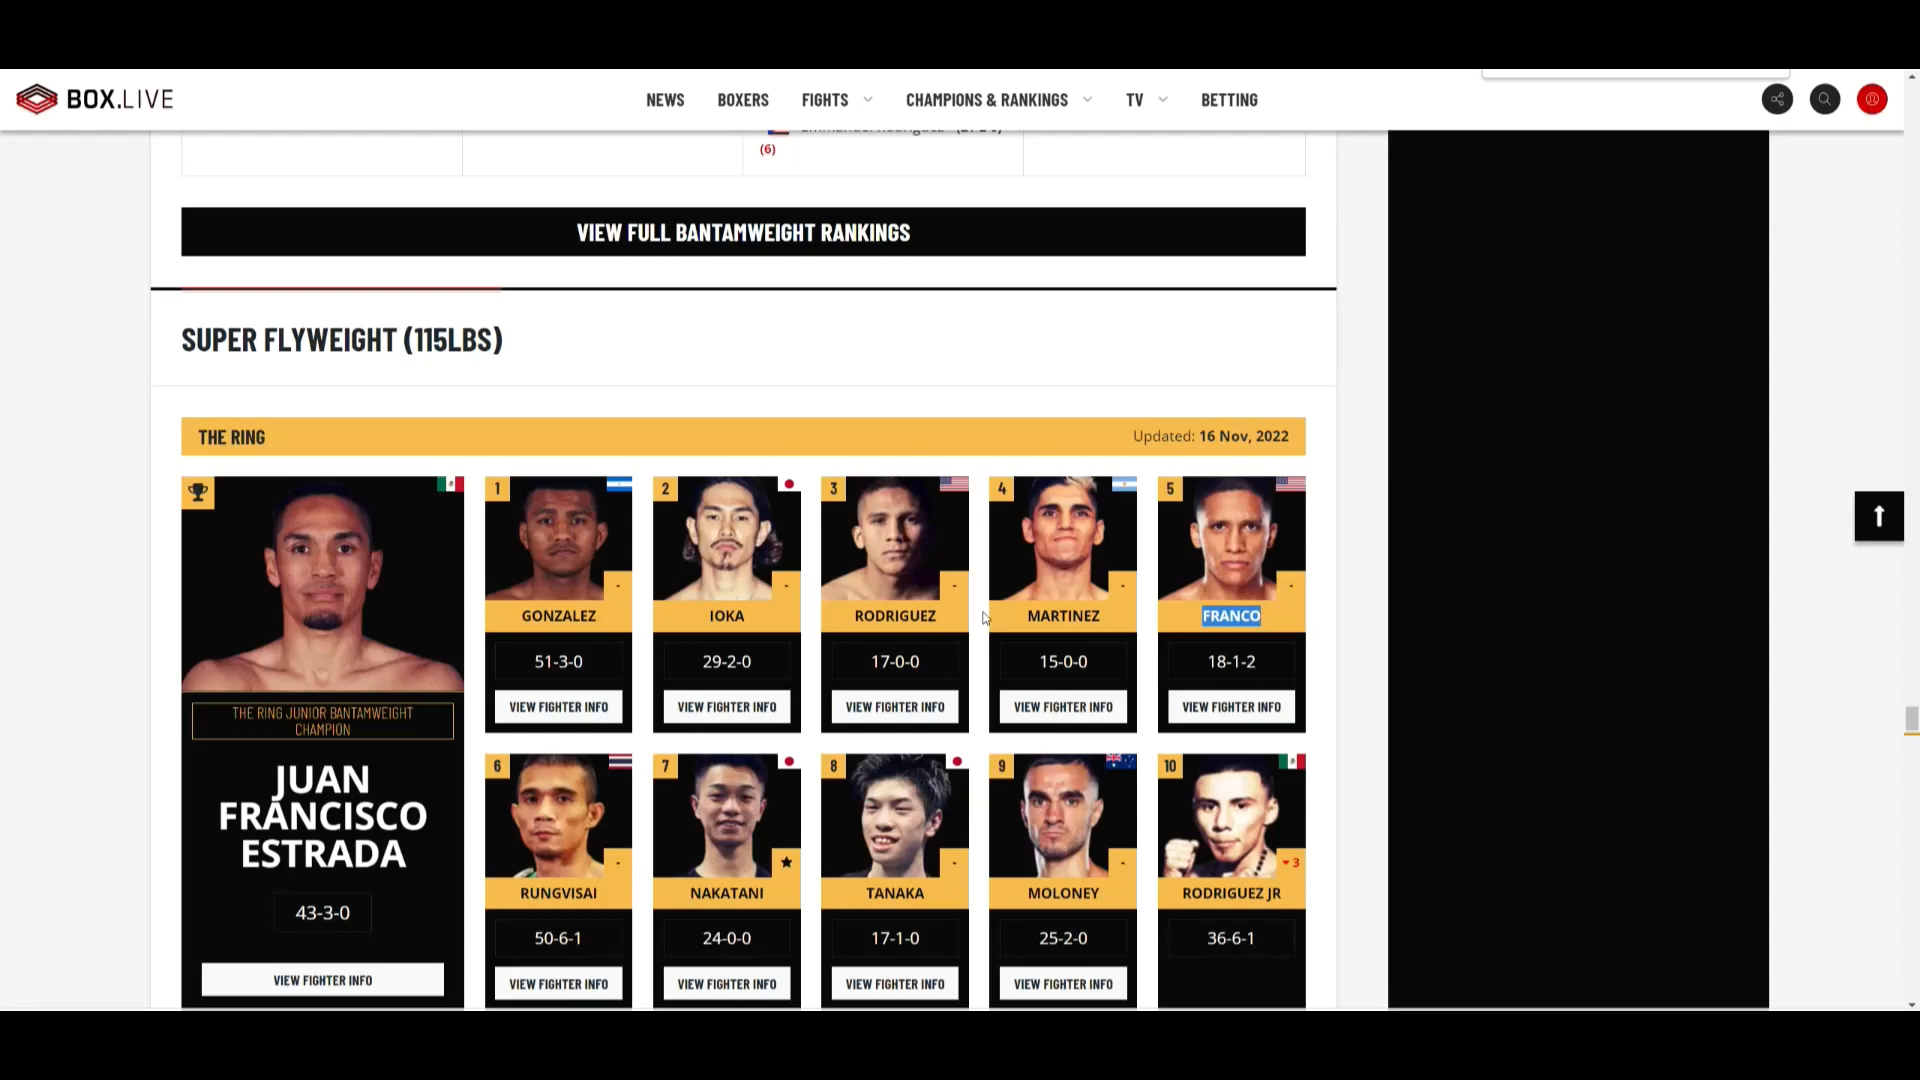 BOX.LIVE
NEWS
BOXERS
FIGHTS
CHAMPIONS & RANKINGS
TV
BETTING
(6)
VIEW FULL BANTAMWEIGHT RANKINGS
SUPER FLYWEIGHT (115LBS)
THE RING
Updated: 16 Nov, 2022
THE RING JUNIOR BANTAMWEIGHT
CHAMPION
JUAN
FRANCISCO
ESTRADA
43-3-0
VIEW FIGHTER INFO
1
-
GONZALEZ
51-3-0
VIEW FIGHTER INFO
2
-
IOKA
29-2-0
VIEW FIGHTER INFO
3
-
RODRIGUEZ
17-0-0
VIEW FIGHTER INFO
4
-
MARTINEZ
15-0-0
VIEW FIGHTER INFO
5
-
FRANCO
18-1-2
VIEW FIGHTER INFO
6
-
RUNGVISAI
50-6-1
VIEW FIGHTER INFO
7
NAKATANI
24-0-0
VIEW FIGHTER INFO
8
-
TANAKA
17-1-0
VIEW FIGHTER INFO
9
-
MOLONEY
25-2-0
VIEW FIGHTER INFO
10
3
RODRIGUEZ JR
36-6-1